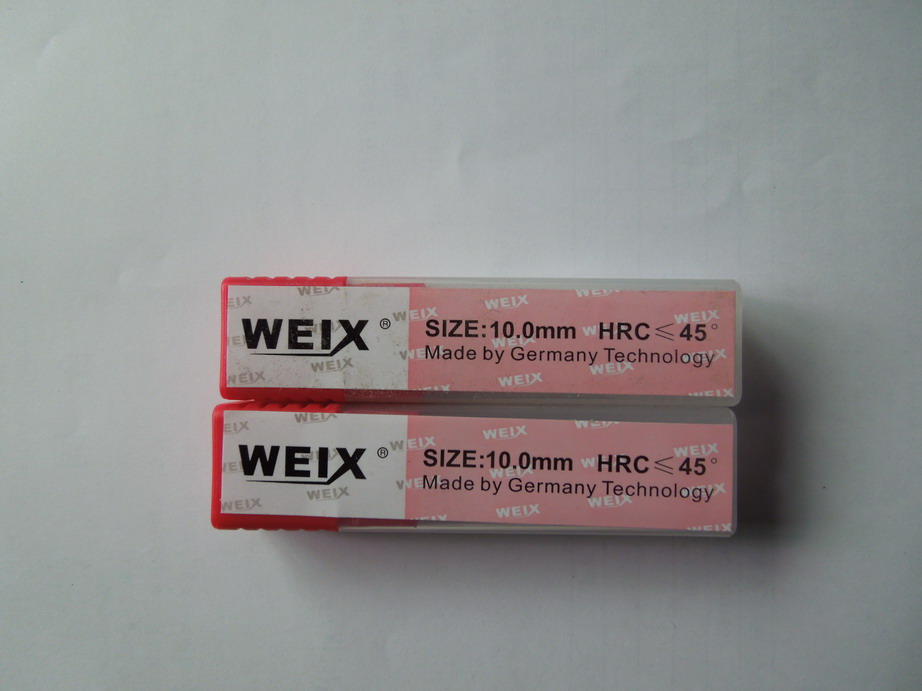 WEIX ®
SIZE:10.0mm HRC≤45°
Made by Germany Technology
WEIX ®
SIZE:10.0mm HRC≤45°
Made by Germany Technology